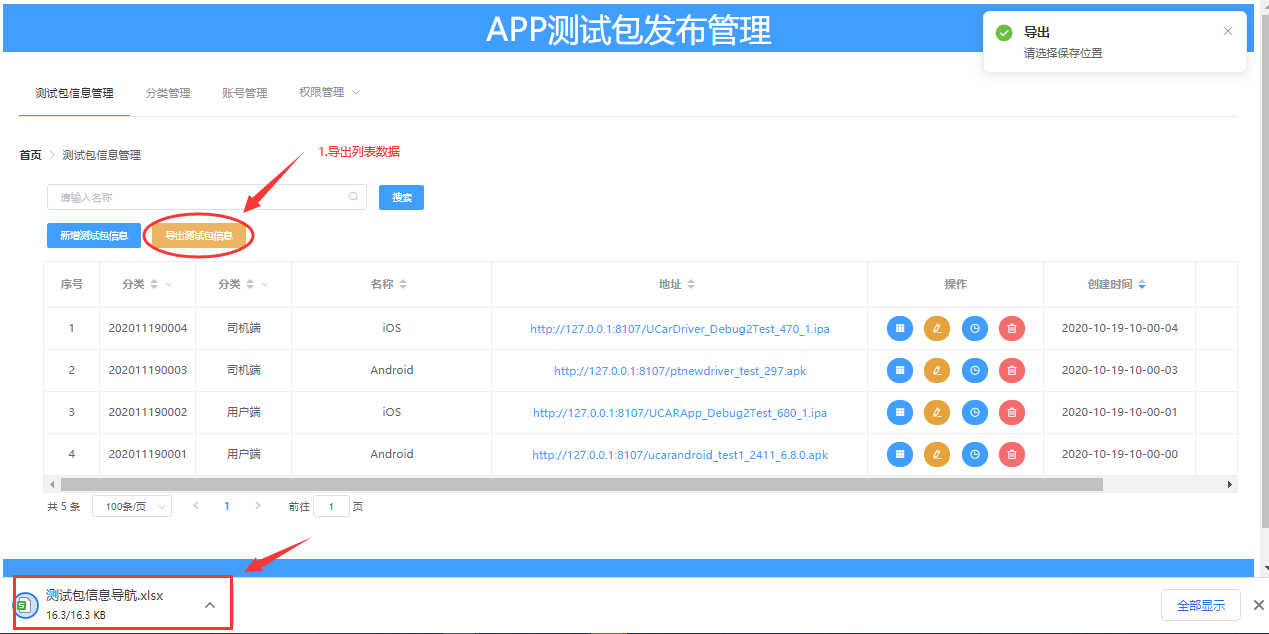 APP测试包发布管理
导出
请选择保存位置
测试包信息管理 分类管理 账号管理 权限管理
1.导出列表数据
首页 测试包信息管理
请输入名称 搜索
新增测试包信息 导出测试包信息
序号 分类 分类 名称 地址 操作 创建时间
1 202011190004 司机端 iOS http://127.0.0.1:8107/UCarDriver_Debug2Test_470_1.ipa 2020-10-19-10-00-04
2 202011190003 司机端 Android http://127.0.0.1:8107/ptnewdriver_test_297.apk 2020-10-19-10-00-03
3 202011190002 用户端 iOS http://127.0.0.1:8107/UCARApp_Debug2Test_680_1.ipa 2020-10-19-10-00-01
4 202011190001 用户端 Android http://127.0.0.1:8107/ucarandroid_test1_2411_6.8.0.apk 2020-10-19-10-00-00
共 5 条 100条/页 1 前往 1 页
测试包信息导航.xlsx
16.3/16.3 KB
全部显示